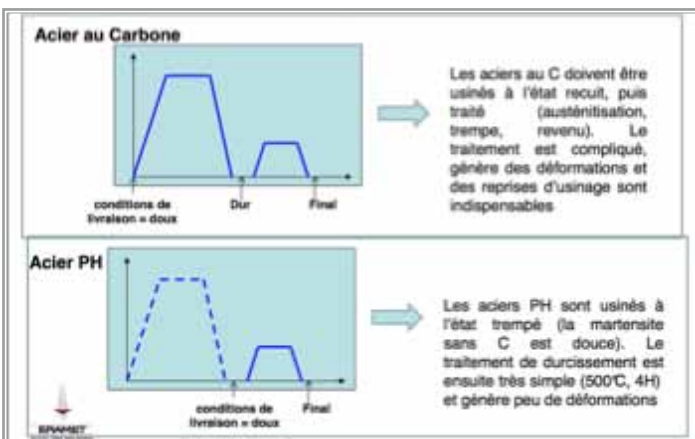 Acier au Carbone
Les aciers au C doivent être
usinés à l'état recuit, puis
traité (austénitisation,
trempe, revenu). Le
traitement est compliqué,
génère des déformations et
des reprises d'usinage sont
indispensables
conditions de
livraison = doux
Dur
Final
Acier PH
Les aciers PH sont usinés à
l'état trempé (la martensite
sans C est douce). Le
traitement de durcissement est
ensuite très simple (500°C, 4H)
et génère peu de déformations
conditions de
livraison = doux
Final
ERAMET